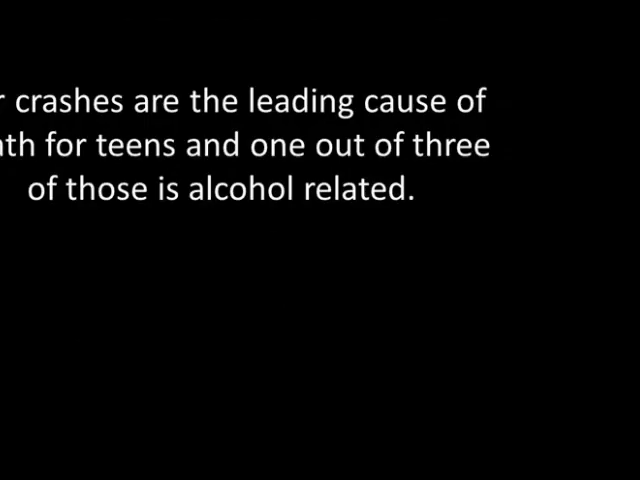 r crashes are the leading cause of
ath for teens and one out of three
of those is alcohol related.